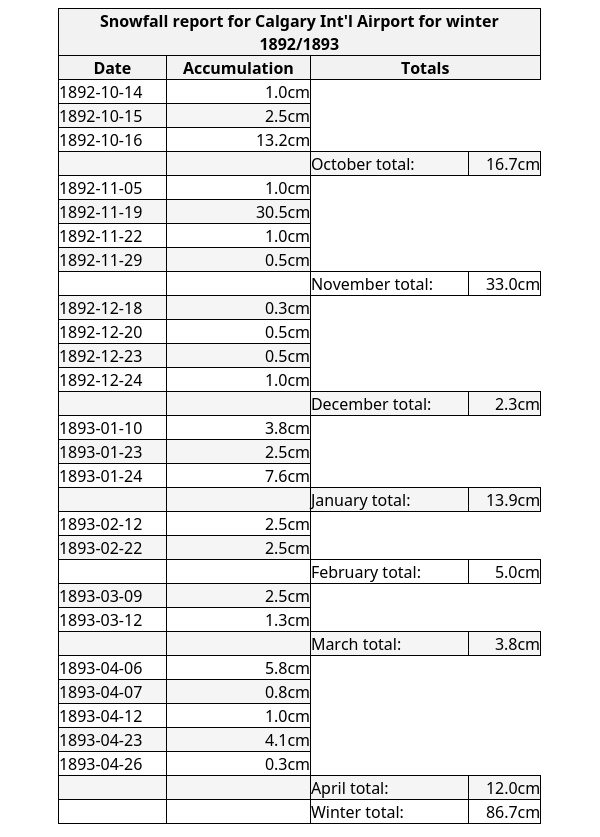 Snowfall report for Calgary Int'l Airport for winter
1892/1893
Date Accumulation Totals
1892-10-14 1.0cm
1892-10-15 2.5cm
1892-10-16 13.2cm
October total: 16.7cm
1892-11-05 1.0cm
1892-11-19 30.5cm
1892-11-22 1.0cm
1892-11-29 0.5cm
November total: 33.0cm
1892-12-18 0.3cm
1892-12-20 0.5cm
1892-12-23 0.5cm
1892-12-24 1.0cm
December total: 2.3cm
1893-01-10 3.8cm
1893-01-23 2.5cm
1893-01-24 7.6cm
January total: 13.9cm
1893-02-12 2.5cm
1893-02-22 2.5cm
February total: 5.0cm
1893-03-09 2.5cm
1893-03-12 1.3cm
March total: 3.8cm
1893-04-06 5.8cm
1893-04-07 0.8cm
1893-04-12 1.0cm
1893-04-23 4.1cm
1893-04-26 0.3cm
April total: 12.0cm
Winter total: 86.7cm